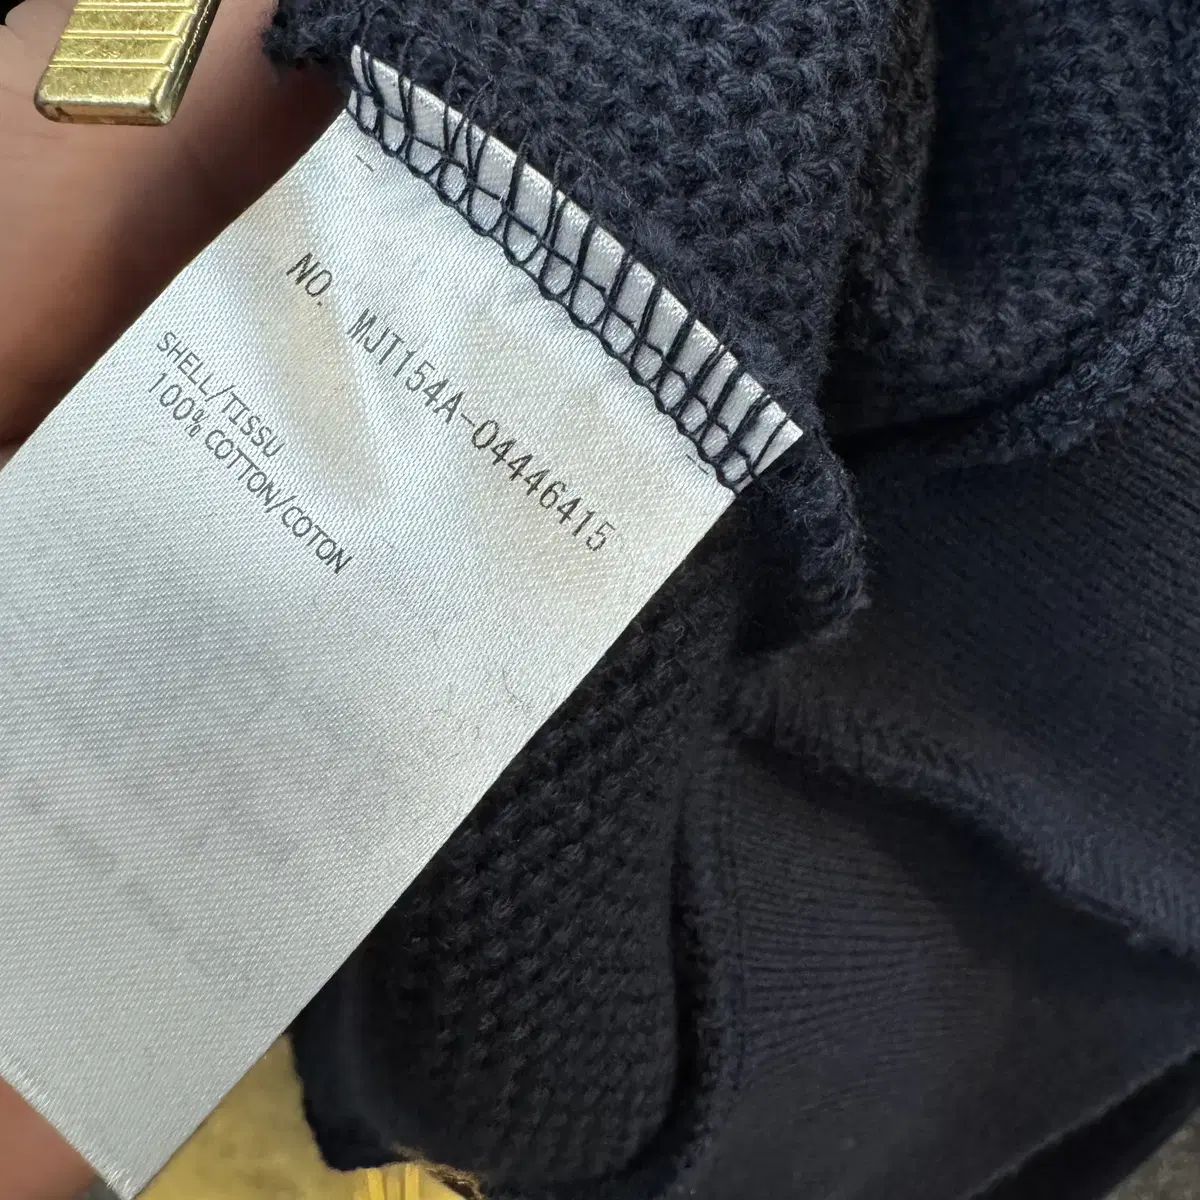 NO. MJT154A-04446415
SHELL/TISSU
100% COTTON/COTON